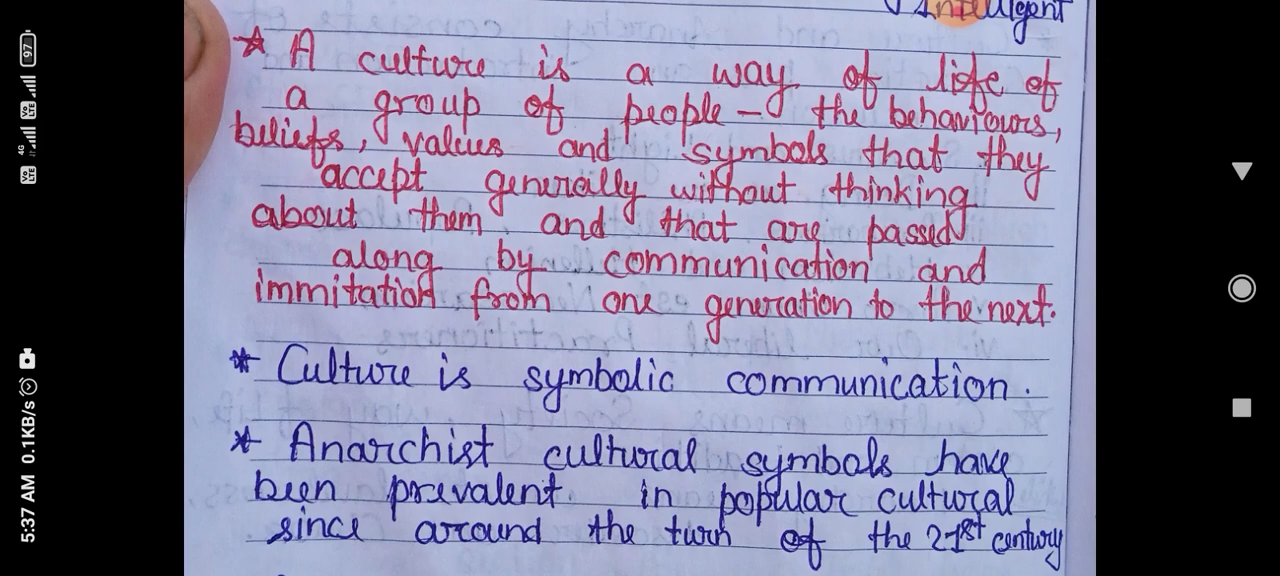 Intelligent
☆ A culture is a way of life of
a group of people - the behaviours,
beliefs, values and symbols that they
accept generally without thinking
about them and that are passed
along by communication and
immitation from one generation to the next.
* Culture is symbolic communication.
* Anarchist cultural symbols have
been prevalent in popular cultural
since around the turn of the 21st century
5:37 AM 0.1KB/s
4G
97